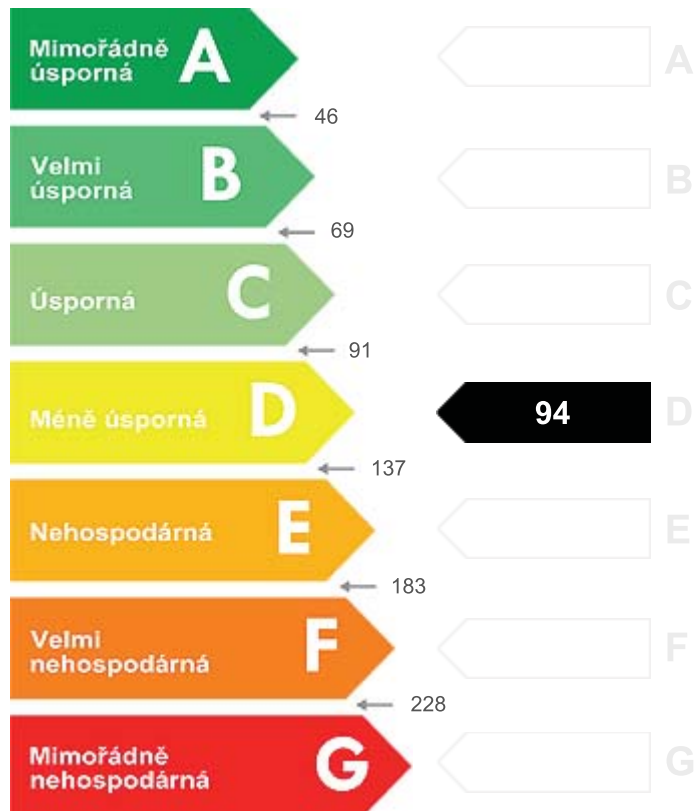 Mimořádně
úsporná
A
A
46
Velmi
úsporná
B
B
69
Úsporná
C
C
91
Méně úsporná
D
94
D
137
Nehospodárná
E
E
183
Velmi
nehospodárná
F
F
228
Mimořádně
nehospodárná
G
G